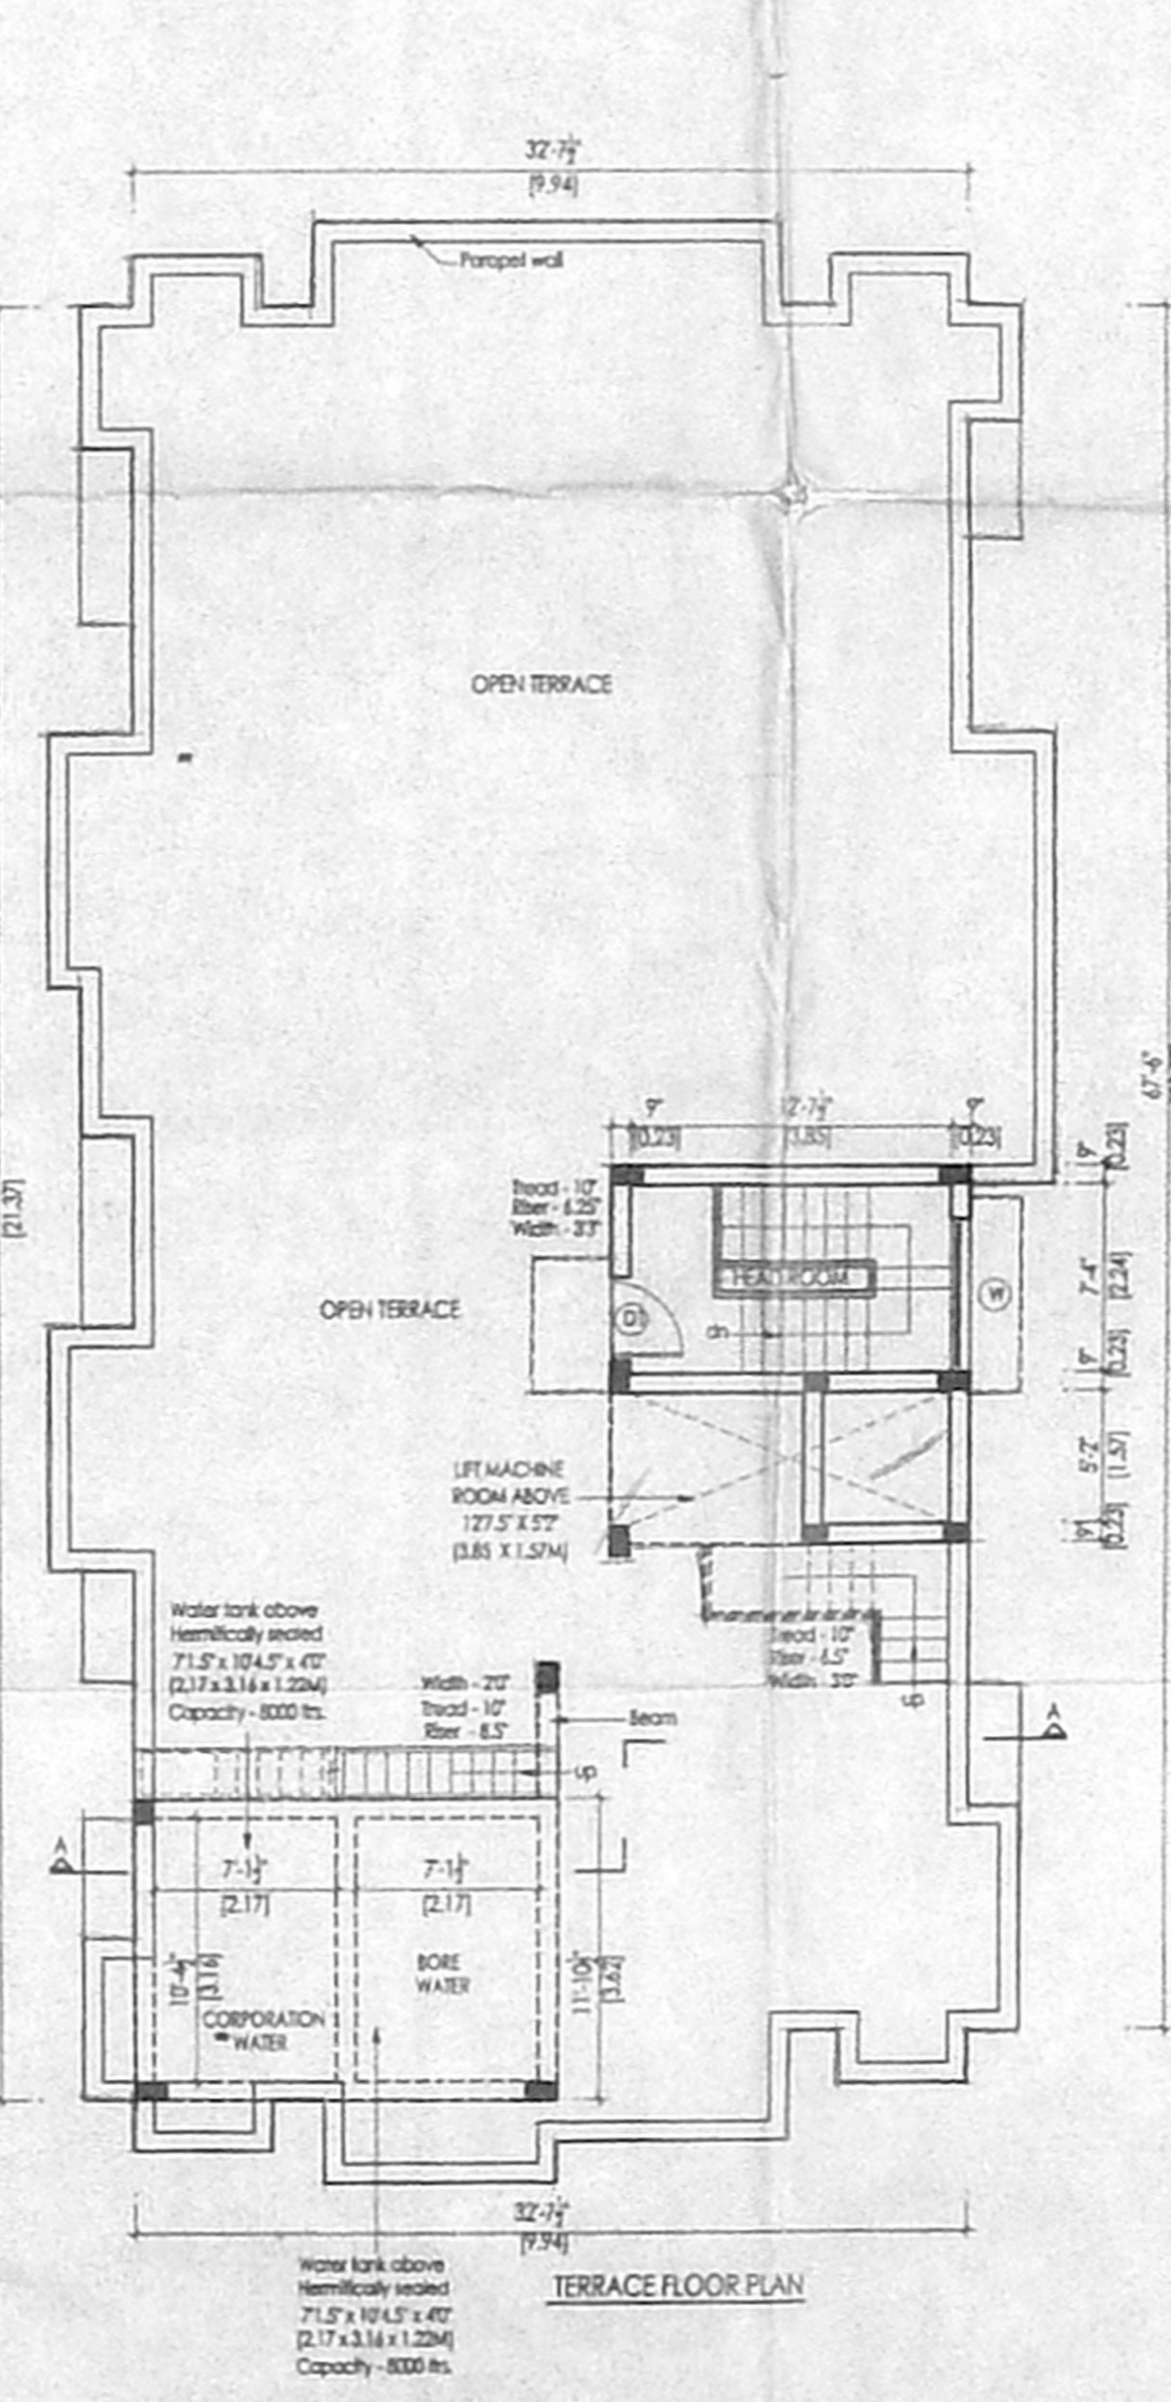 32'-7½"
[9.94]
Parapet wall
OPEN TERRACE
67'-6"
9"
[0.23]
12'-7½"
[3.85]
9"
[0.23]
9"
[0.23]
[21.37]
Tread - 10"
Riser - 6.25"
Width - 3'3"
HEAD ROOM
W
7'-4"
[2.24]
OPEN TERRACE
D1
dn
9"
[0.23]
LIFT MACHINE
ROOM ABOVE
12'7.5" X 5'2"
(3.85 X 1.57M)
5'-2"
[1.57]
9"
[0.23]
Water tank above
Hermitically sealed
7'1.5" x 10'4.5" x 4'0"
(2.17 x 3.16 x 1.22M)
Capacity - 8000 ltrs.
Width - 2'0"
Tread - 10"
Riser - 8.5"
Tread - 10"
Riser - 6.5"
Width - 3'0"
up
Beam
A
up
A
7'-1½"
[2.17]
7'-1½"
[2.17]
10'-4½"
[3.16]
BORE
WATER
11'-10½"
[3.62]
CORPORATION
WATER
32'-7½"
[9.94]
Water tank above
Hermitically sealed
7'1.5" x 10'4.5" x 4'0"
(2.17 x 3.16 x 1.22M)
Capacity - 8000 ltrs.
TERRACE FLOOR PLAN